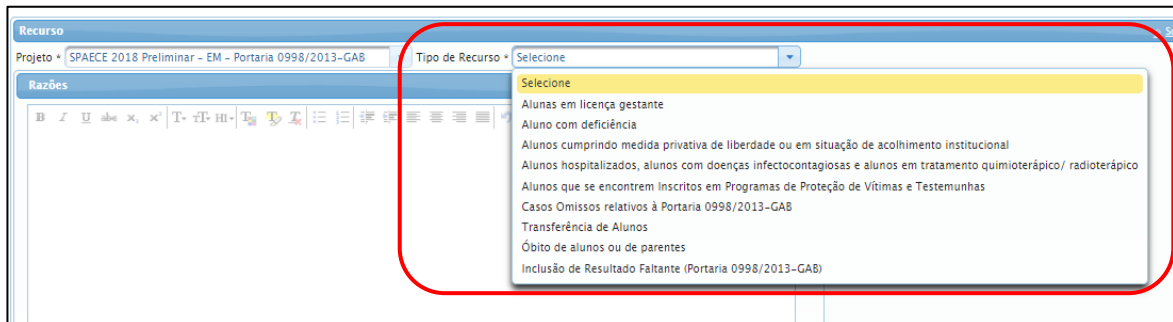 Recurso
Projeto * SPAECE 2018 Preliminar - EM - Portaria 0998/2013-GAB Tipo de Recurso * Selecione
Razões
Selecione
Alunas em licença gestante
B I U abc x, x² T· тT· H1·
Aluno com deficiência
Alunos cumprindo medida privativa de liberdade ou em situação de acolhimento institucional
Alunos hospitalizados, alunos com doenças infectocontagiosas e alunos em tratamento quimioterápico/ radioterápico
Alunos que se encontrem Inscritos em Programas de Proteção de Vítimas e Testemunhas
Casos Omissos relativos à Portaria 0998/2013-GAB
Transferência de Alunos
Óbito de alunos ou de parentes
Inclusão de Resultado Faltante (Portaria 0998/2013-GAB)